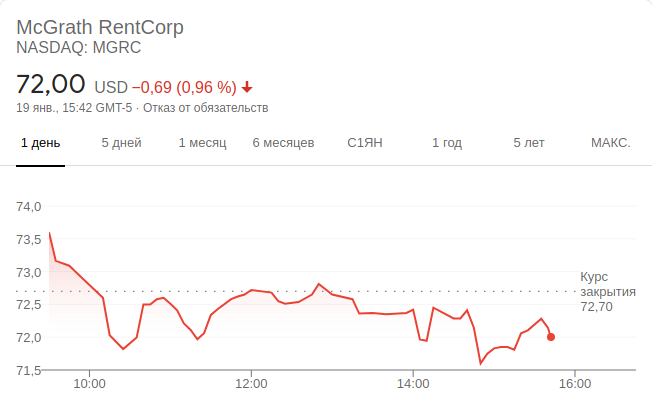 McGrath RentCorp
NASDAQ: MGRC
72,00 USD −0,69 (0,96 %)
19 янв., 15:42 GMT-5 · Отказ от обязательств
1 день 5 дней 1 месяц 6 месяцев С1ЯН 1 год 5 лет МАКС.
74,0
73,5
73,0
72,5
72,0
71,5
Курс
закрытия
72,70
10:00 12:00 14:00 16:00